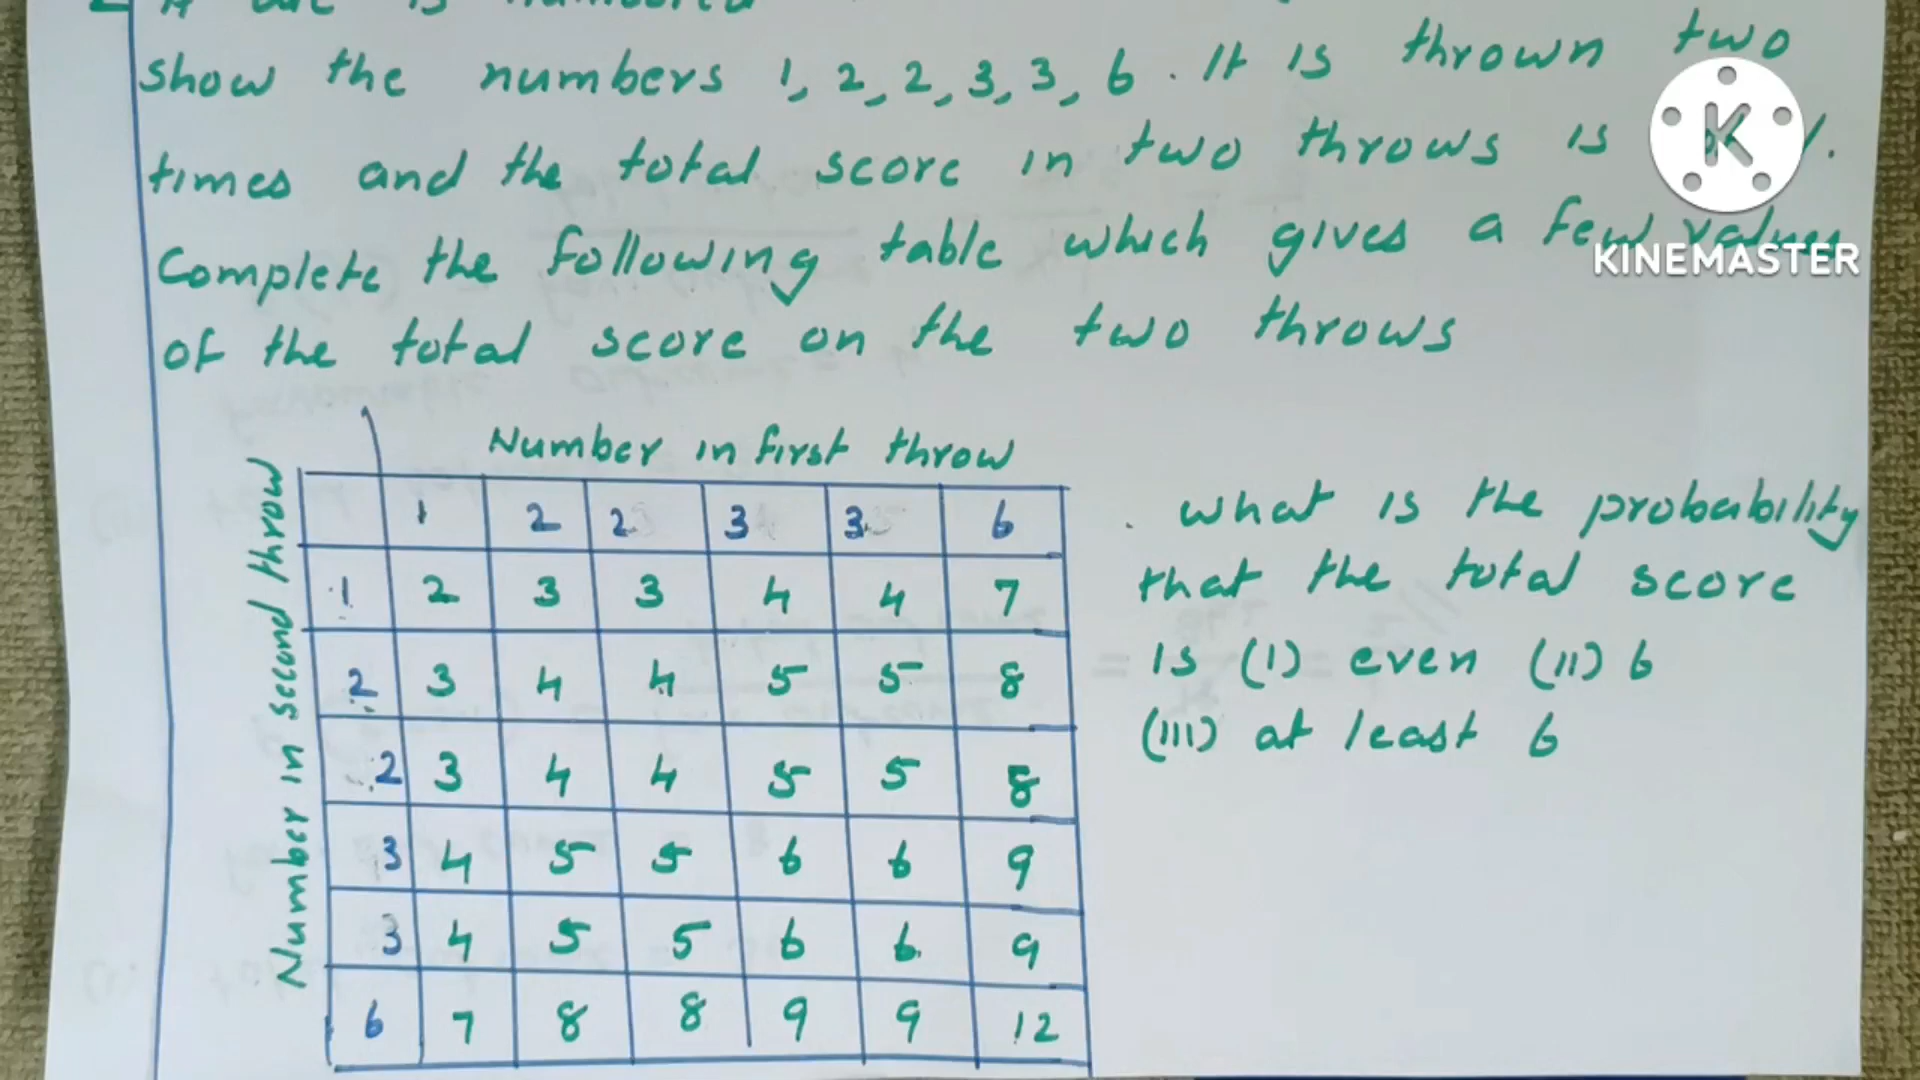 is numbered
show the numbers 1, 2, 2, 3, 3, 6. It is thrown two
times and the total score in two throws is
Complete the following table which gives a few values
of the total score on the two throws
KINEMASTER
Number in first throw
Number in second throw
1 2 2 3 3 6
1 2 3 3 4 4 7
2 3 4 4 5 5 8
2 3 4 4 5 5 8
3 4 5 5 6 6 9
3 4 5 5 6 6 9
6 7 8 8 9 9 12
. what is the probability
that the total score
is (I) even (II) 6
(III) at least 6